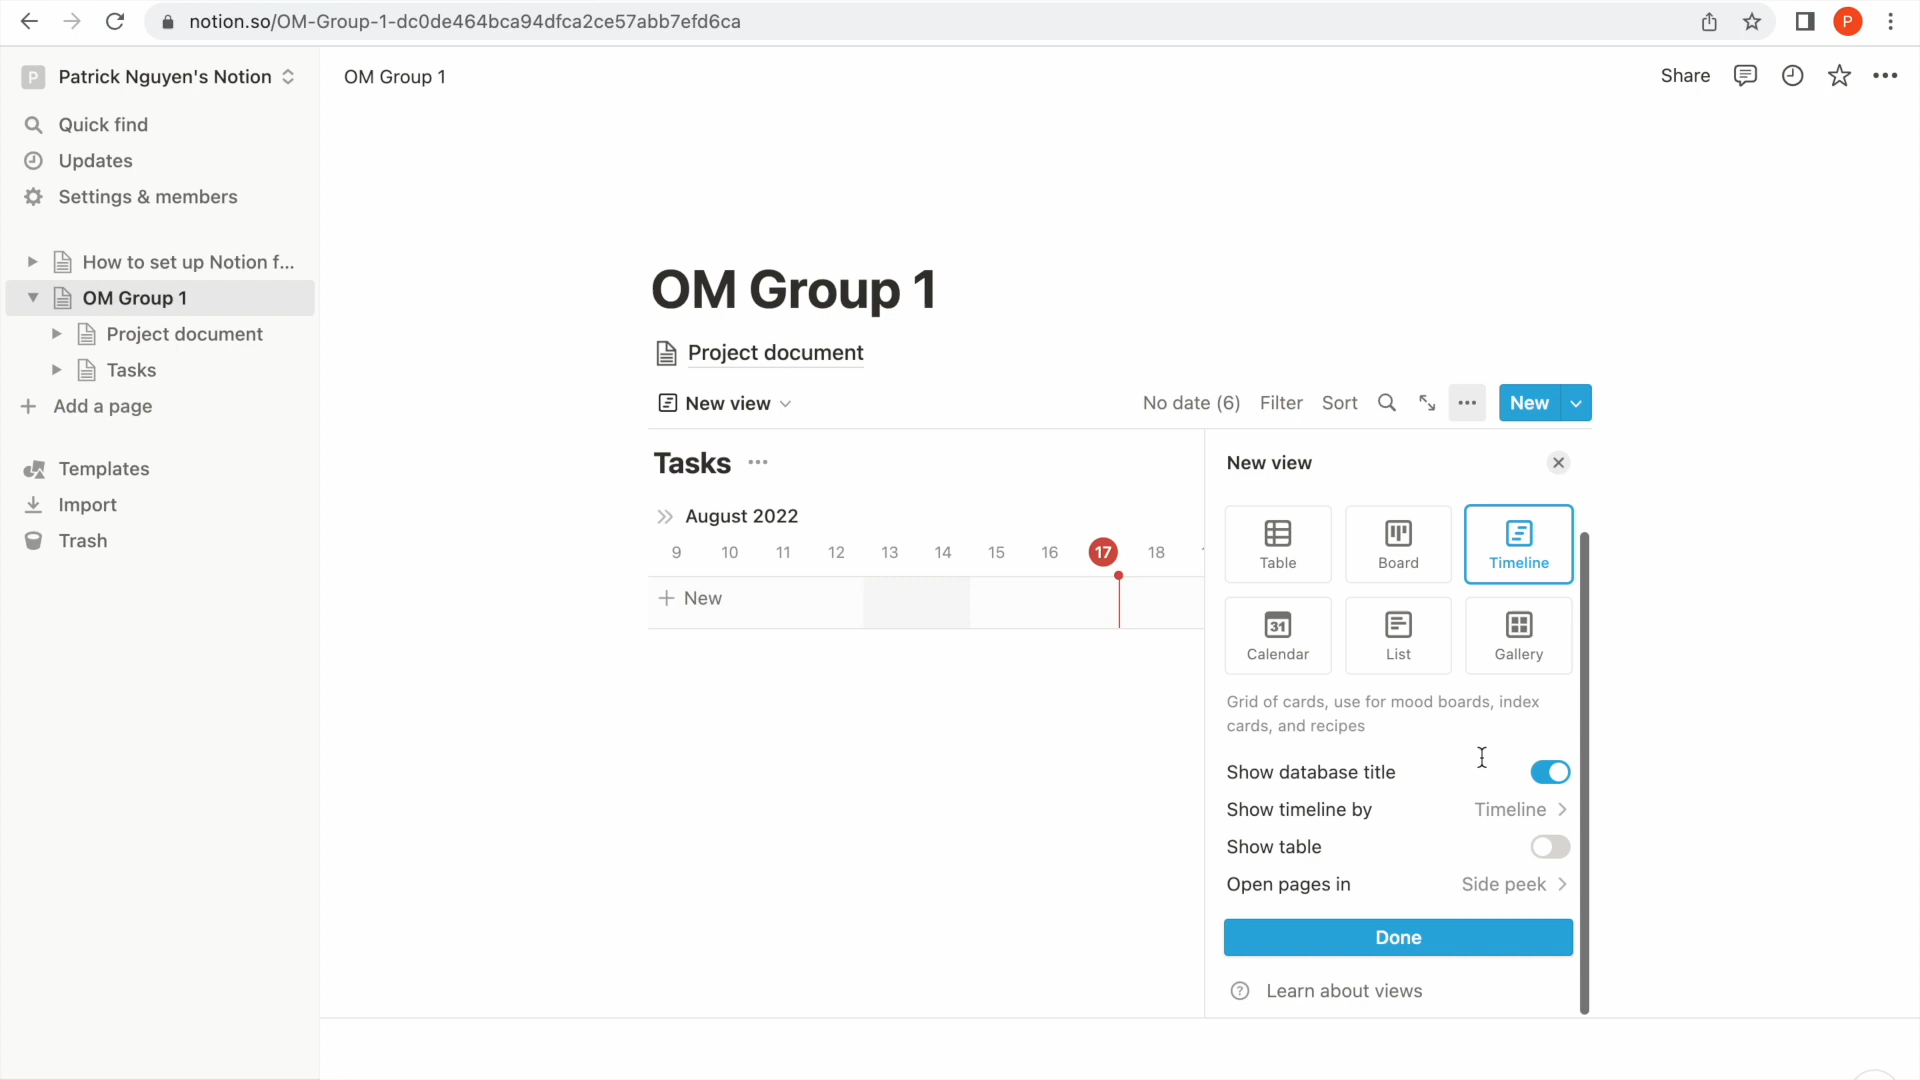 notion.so/OM-Group-1-dc0de464bca94dfca2ce57abb7efd6ca
P
P Patrick Nguyen's Notion
OM Group 1
Share
Quick find
Updates
Settings & members
How to set up Notion f...
OM Group 1
Project document
Tasks
Add a page
Templates
Import
Trash
OM Group 1
Project document
New view
No date (6) Filter Sort
New
Tasks
August 2022
9 10 11 12 13 14 15 16 17 18
New
New view
Table Board Timeline
31
Calendar List Gallery
Grid of cards, use for mood boards, index
cards, and recipes
Show database title
Show timeline by Timeline
Show table
Open pages in Side peek
Done
? Learn about views